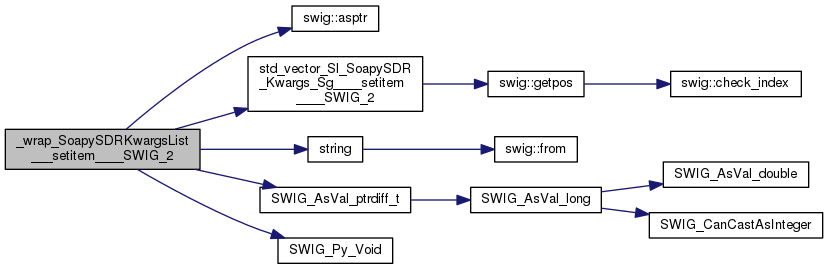 swig::asptr
std_vector_Sl_SoapySDR
_Kwargs_Sg____setitem
____SWIG_2
swig::getpos
swig::check_index
_wrap_SoapySDRKwargsList
___setitem____SWIG_2
string
swig::from
SWIG_AsVal_ptrdiff_t
SWIG_AsVal_long
SWIG_AsVal_double
SWIG_CanCastAsInteger
SWIG_Py_Void